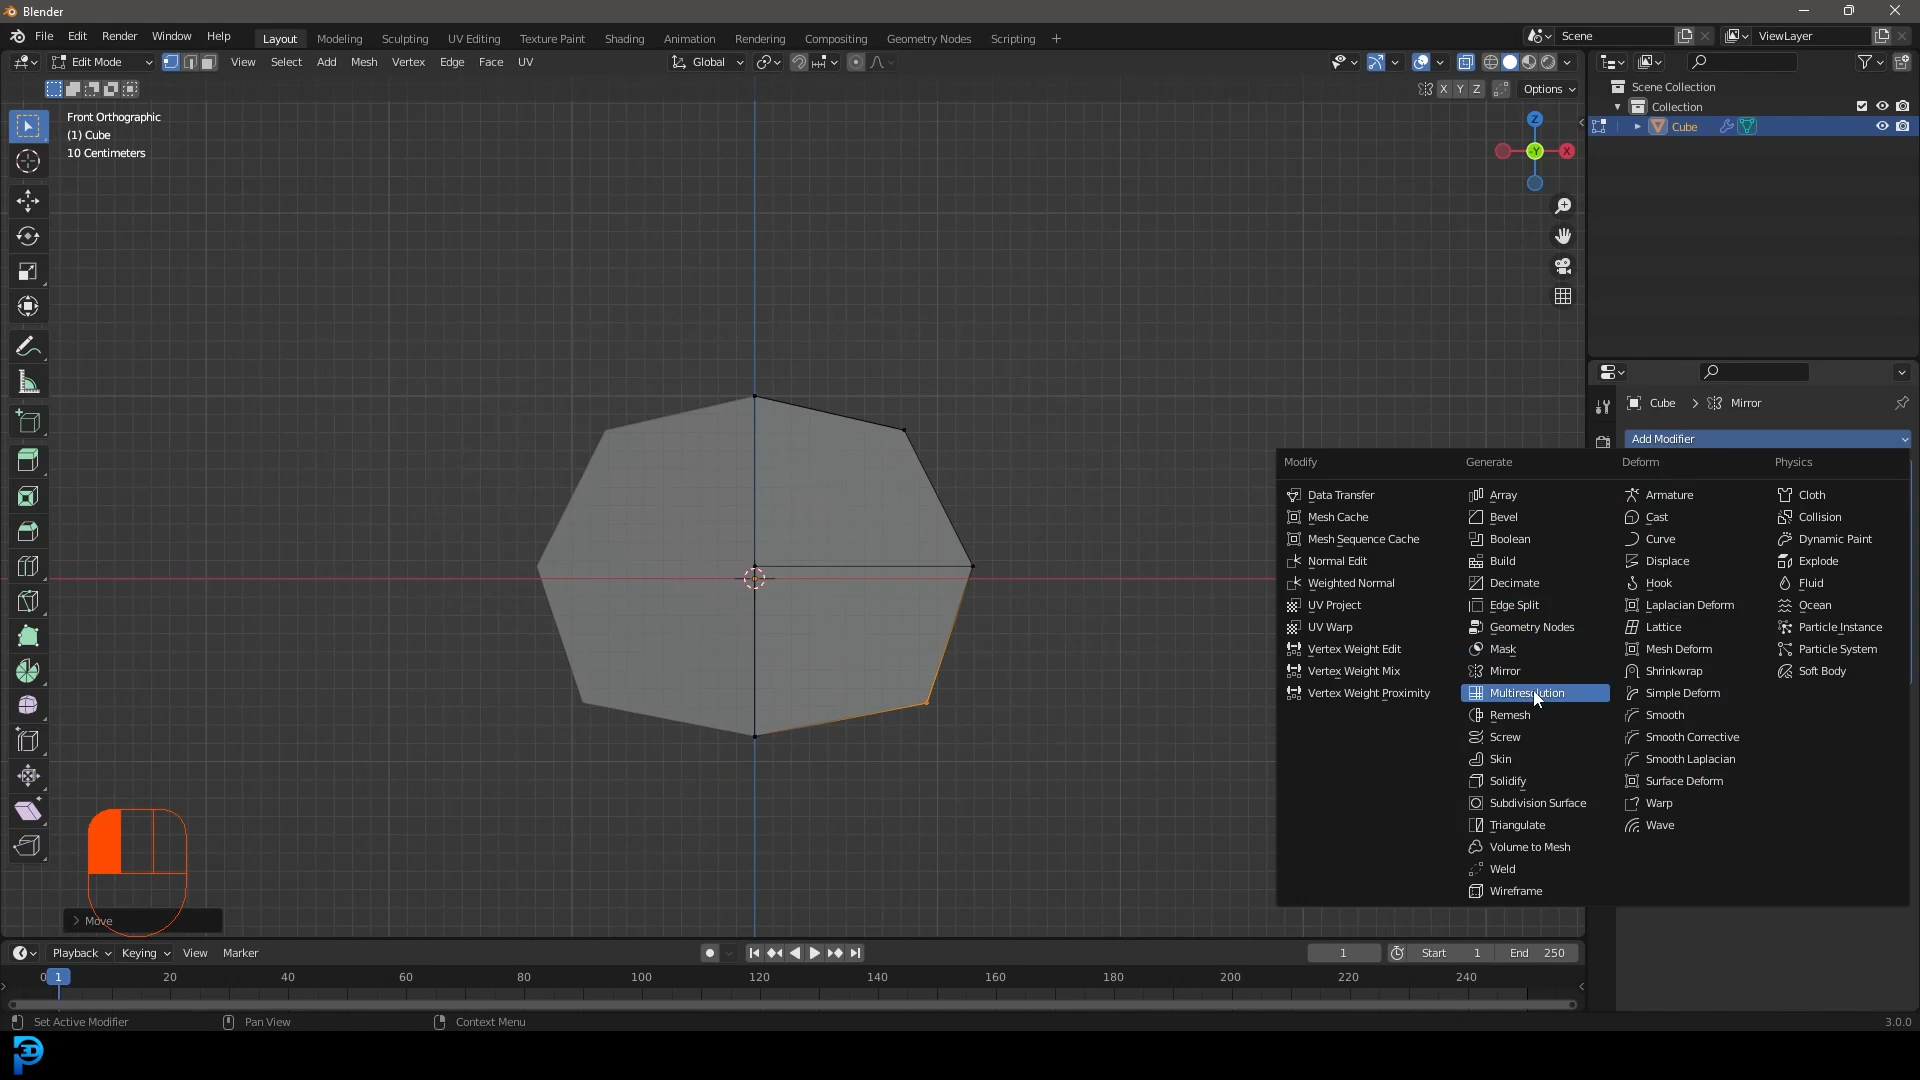 Blender
File Edit Render Window Help
Layout Modeling Sculpting UV Editing Texture Paint Shading Animation Rendering Compositing Geometry Nodes Scripting +
Scene
ViewLayer
Edit Mode
View Select Add Mesh Vertex Edge Face UV
Global
X Y Z
Options
Front Orthographic
(1) Cube
10 Centimeters
Z
Y
X
Scene Collection
Collection
Cube
Cube > Mirror
Add Modifier
Modify Generate Deform Physics
Data Transfer Array Armature Cloth
Mesh Cache Bevel Cast Collision
Mesh Sequence Cache Boolean Curve Dynamic Paint
Normal Edit Build Displace Explode
Weighted Normal Decimate Hook Fluid
UV Project Edge Split Laplacian Deform Ocean
UV Warp Geometry Nodes Lattice Particle Instance
Vertex Weight Edit Mask Mesh Deform Particle System
Vertex Weight Mix Mirror Shrinkwrap Soft Body
Vertex Weight Proximity Multiresolution Simple Deform
Remesh Smooth
Screw Smooth Corrective
Skin Smooth Laplacian
Solidify Surface Deform
Subdivision Surface Warp
Triangulate Wave
Volume to Mesh
Weld
Wireframe
> Move
Playback Keying View Marker
1 Start 1 End 250
0 1 20 40 60 80 100 120 140 160 180 200 220 240
Set Active Modifier Pan View Context Menu
3.0.0